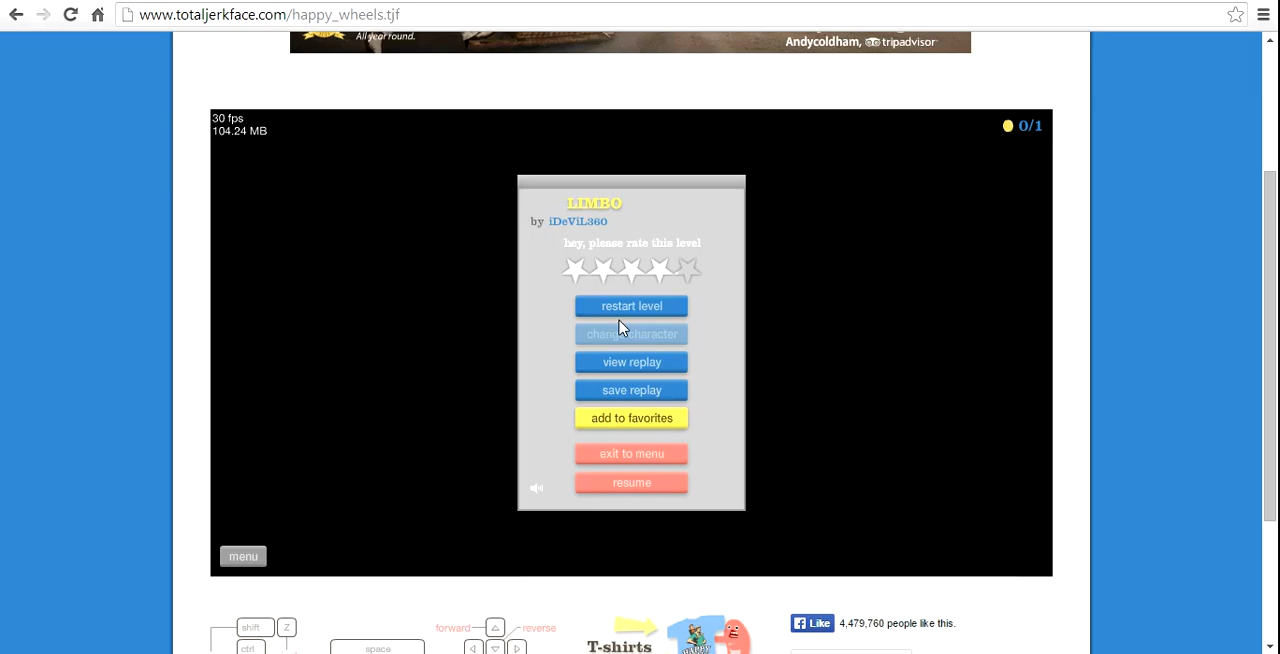 www.totaljerkface.com/happy_wheels.tjf
All year round.
Andycoldham, tripadvisor
30 fps
104.24 MB
0/1
LIMBO
by iDeViL360
hey, please rate this level
restart level
change character
view replay
save replay
add to favorites
exit to menu
resume
menu
shift
Z
forward
reverse
ctrl
space
T-shirts
HAPPY
Like
4,479,760 people like this.